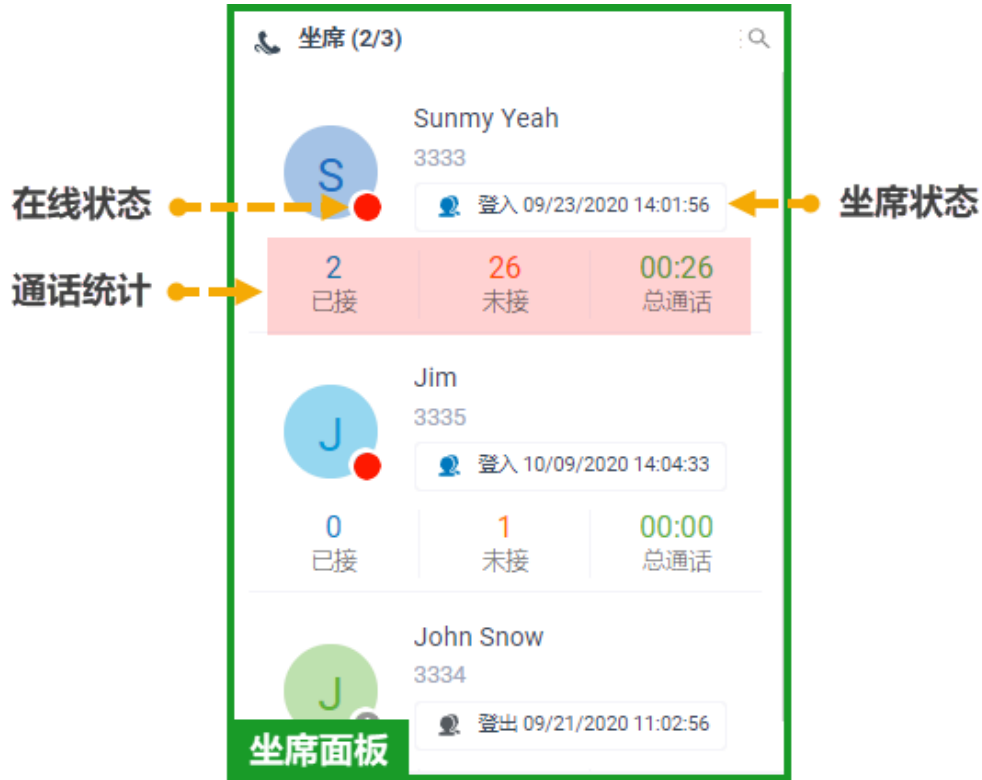 坐席 (2/3)
Sunmy Yeah
S
3333
在线状态
登入 09/23/2020 14:01:56
坐席状态
通话统计
2 26 00:26
已接 未接 总通话
Jim
J
3335
登入 10/09/2020 14:04:33
0 1 00:00
已接 未接 总通话
John Snow
J
3334
登出 09/21/2020 11:02:56
坐席面板